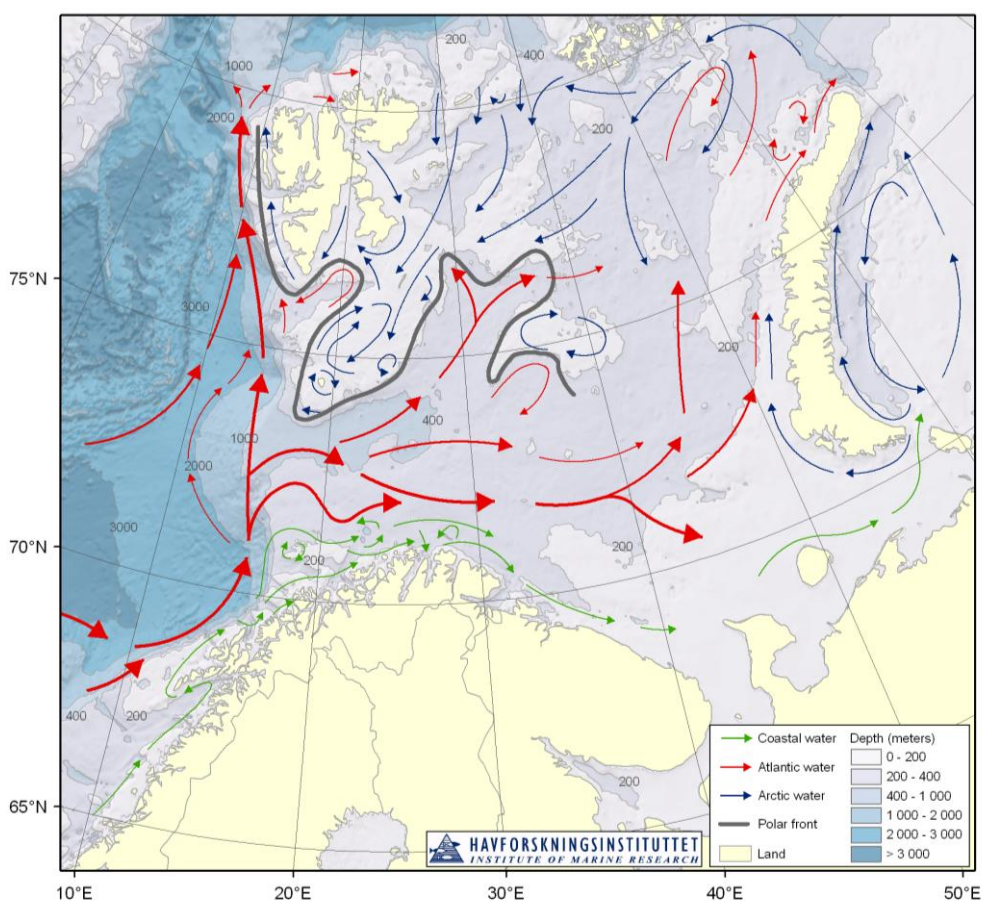 200
400
1000
2000
200
75°N
3000
200
400
1000
2000
3000
70°N
200
200
400
200
65°N
200
Coastal water
Atlantic water
Arctic water
Polar front
Land
Depth (meters)
0 - 200
200 - 400
400 - 1 000
1 000 - 2 000
2 000 - 3 000
> 3 000
HAVFORSKNINGSINSTITUTTET
INSTITUTE OF MARINE RESEARCH
10°E
20°E
30°E
40°E
50°E